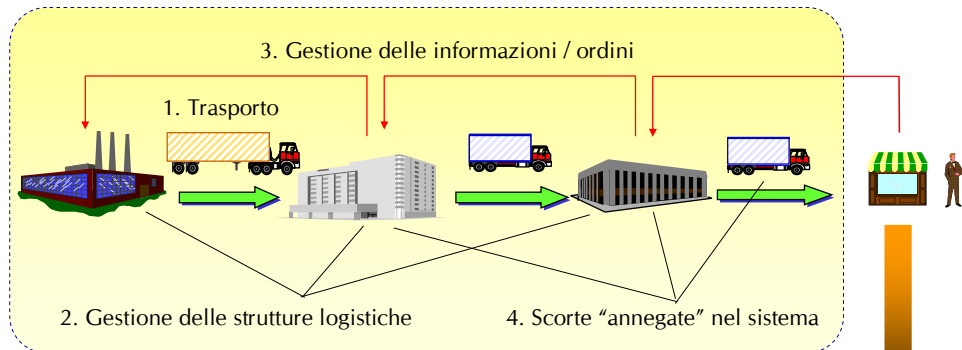 3. Gestione delle informazioni / ordini
1. Trasporto
2. Gestione delle strutture logistiche
4. Scorte “annegate” nel sistema